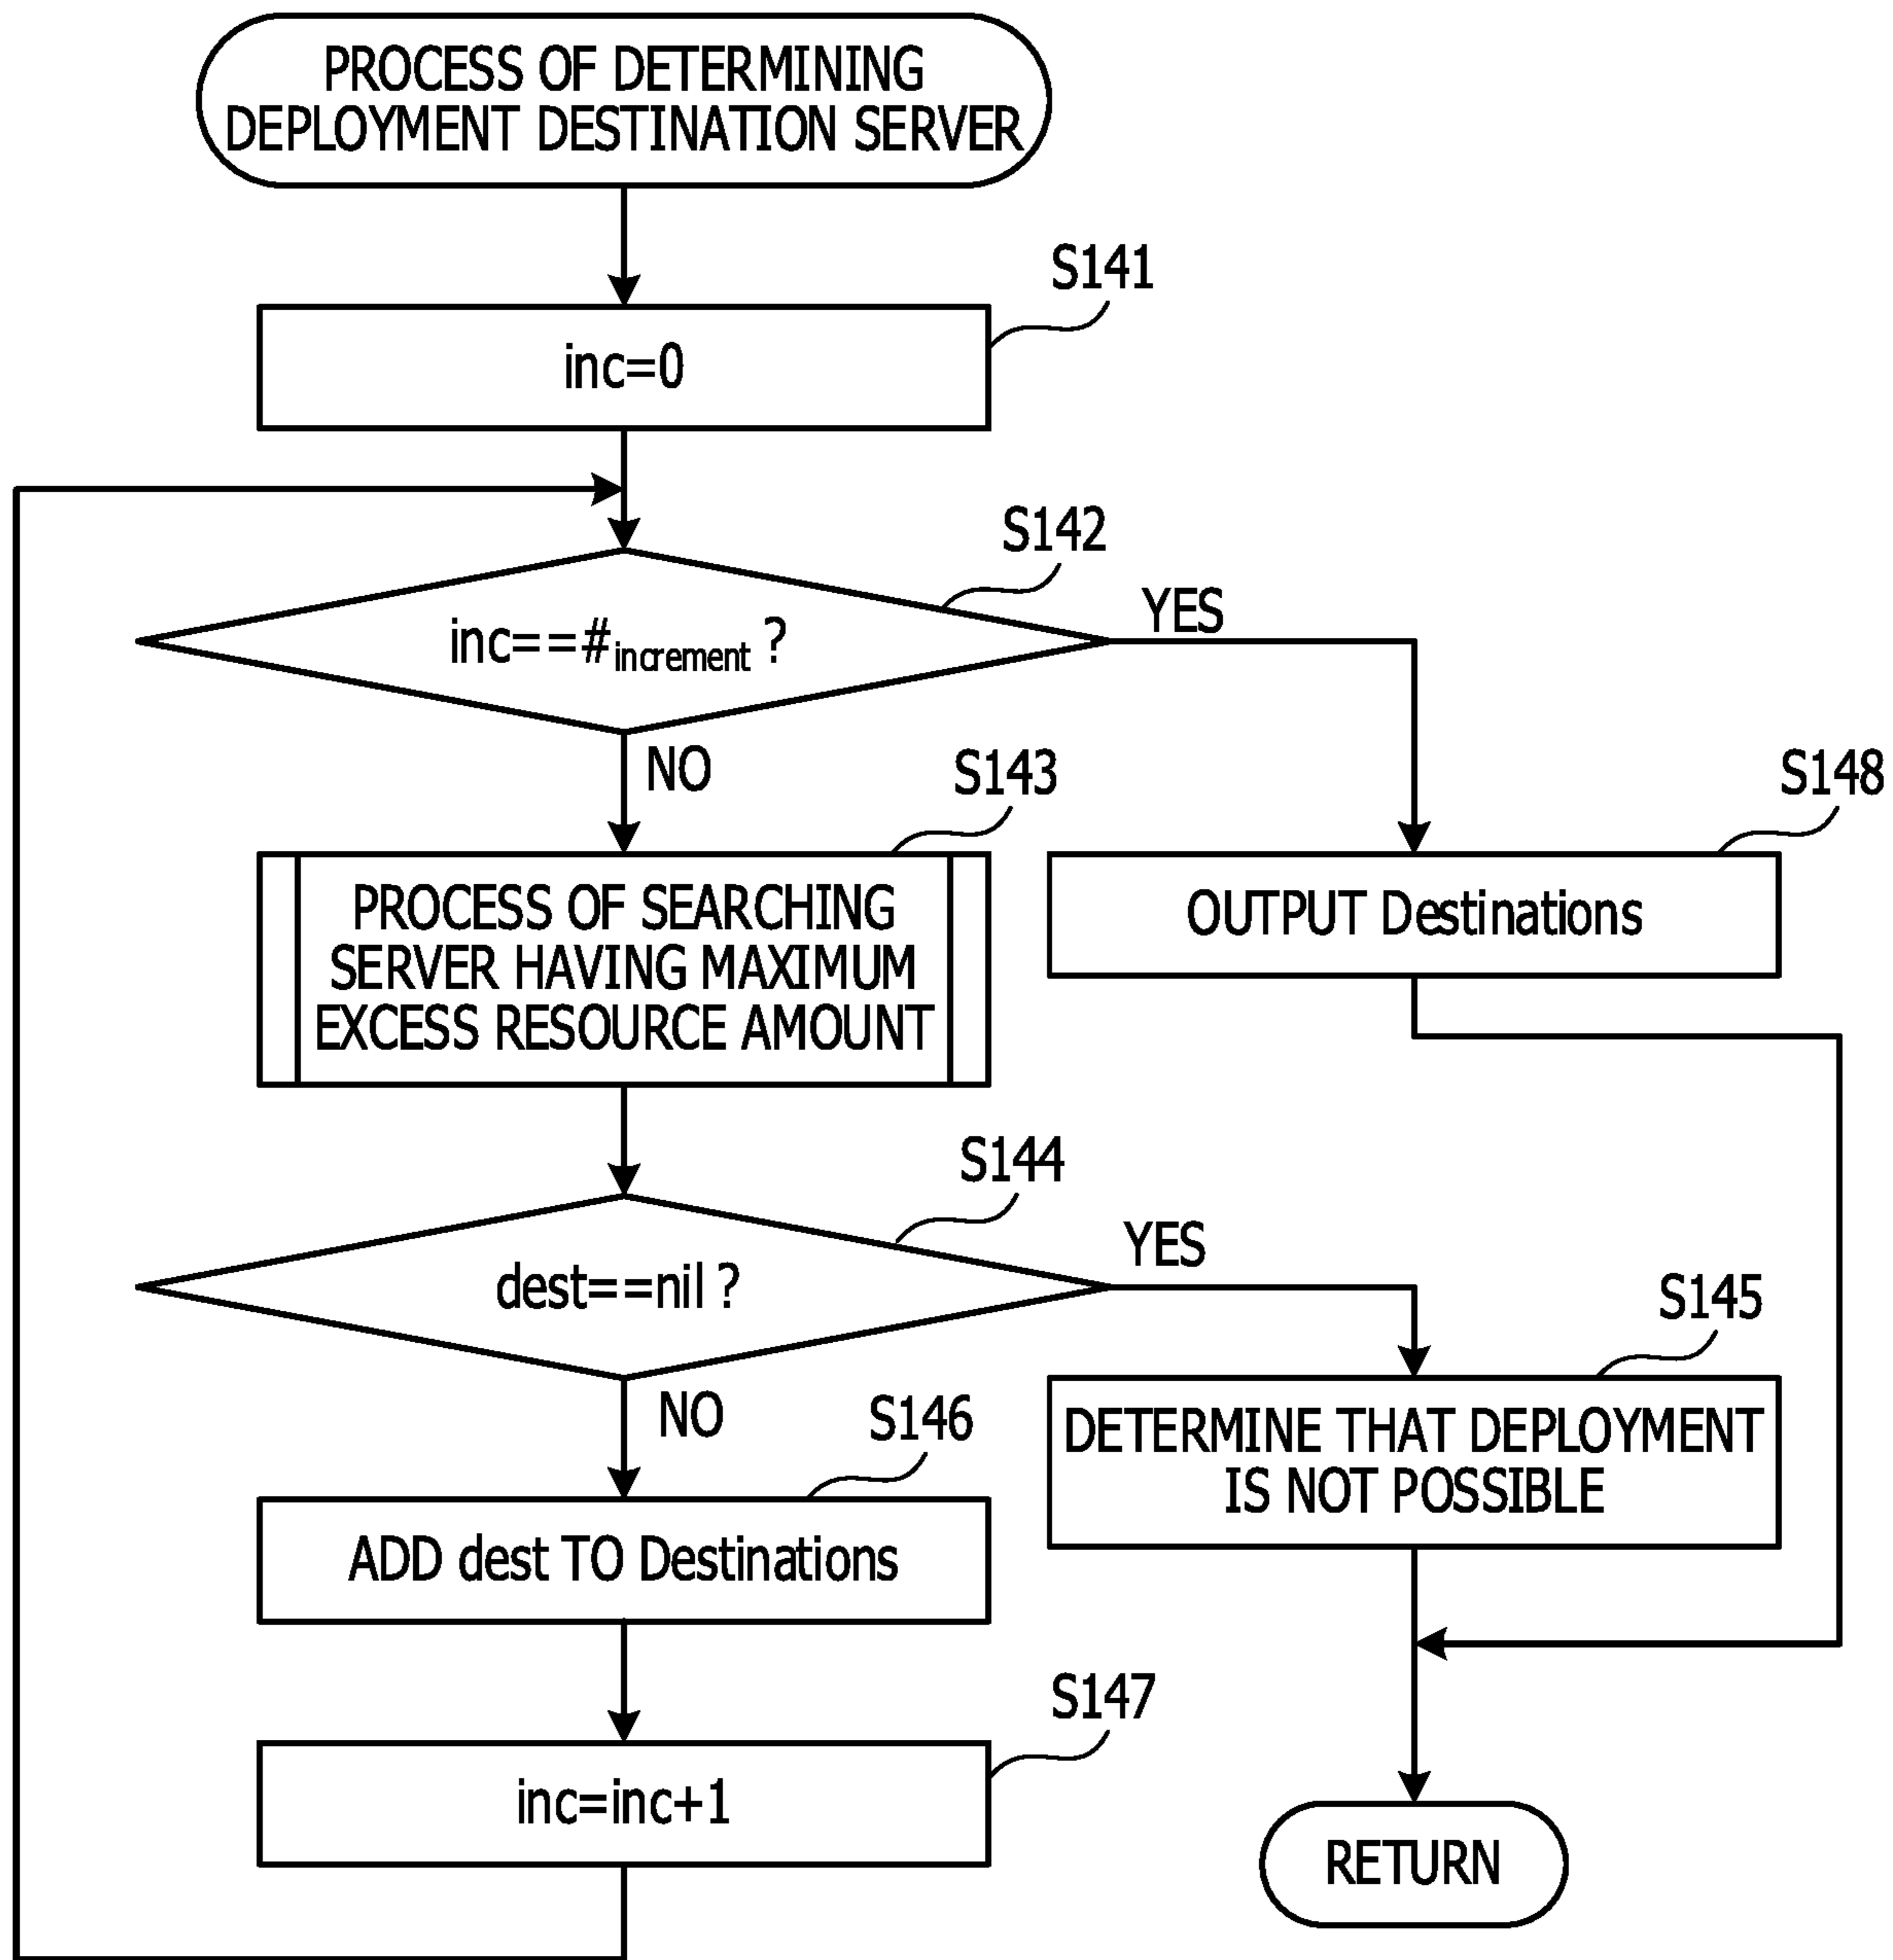 PROCESS OF DETERMINING
DEPLOYMENT DESTINATION SERVER
S141
inc=0
S142
inc==#increment ?
YES
NO
S143
PROCESS OF SEARCHING
SERVER HAVING MAXIMUM
EXCESS RESOURCE AMOUNT
S148
OUTPUT Destinations
S144
dest==nil ?
YES
NO
S145
DETERMINE THAT DEPLOYMENT
IS NOT POSSIBLE
S146
ADD dest TO Destinations
S147
inc=inc+1
RETURN